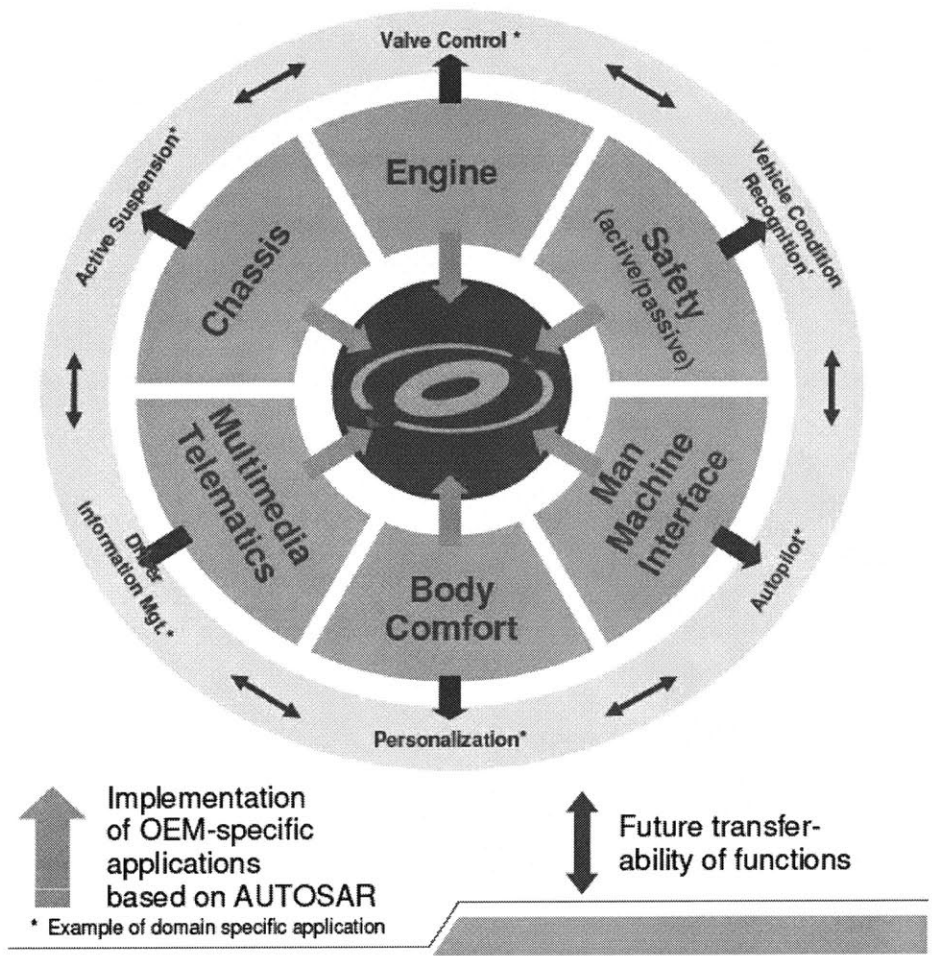 Valve Control *
Active Suspension*
Vehicle Condition
Recognition*
Engine
Chassis
Safety
(active/passive)
Multimedia
Telematics
Man
Machine
Interface
Driver
Information Mgt.*
Autopilot*
Body
Comfort
Personalization*
Implementation
of OEM-specific
applications
based on AUTOSAR
* Example of domain specific application
Future transfer-
ability of functions